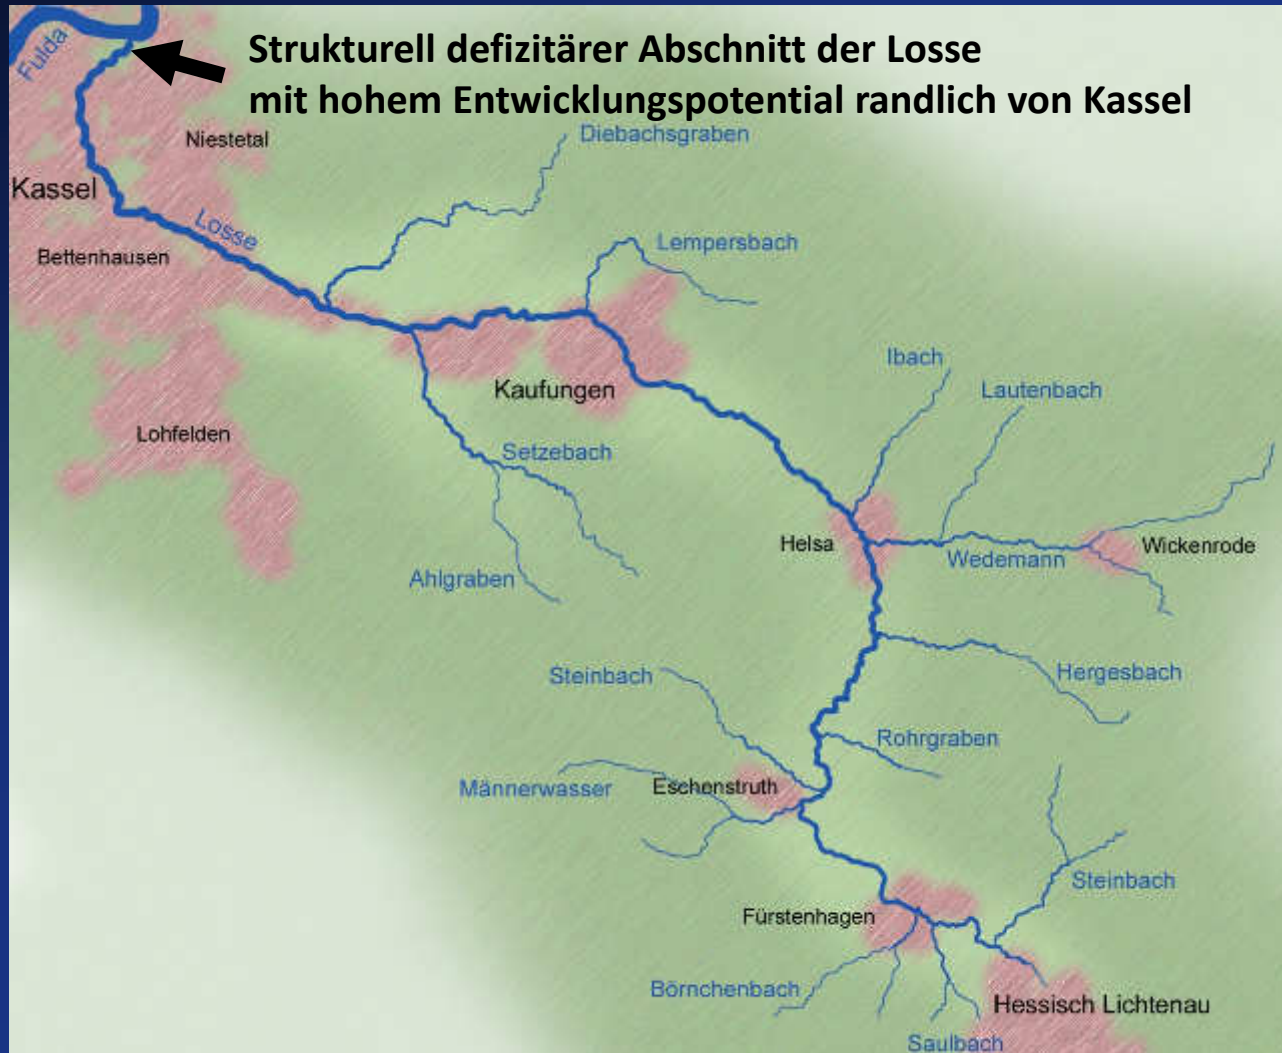 Strukturell defizitärer Abschnitt der Losse
mit hohem Entwicklungspotential randlich von Kassel
Fulda
Diebachsgraben
Niestetal
Kassel
Losse
Lempersbach
Bettenhausen
Ibach
Kaufungen
Lautenbach
Lohfelden
Setzebach
Helsa
Wickenrode
Wedemann
Ahlgraben
Steinbach
Hergesbach
Rohrgraben
Männerwasser
Eschenstruth
Steinbach
Fürstenhagen
Börnchenbach
Hessisch Lichtenau
Saulbach